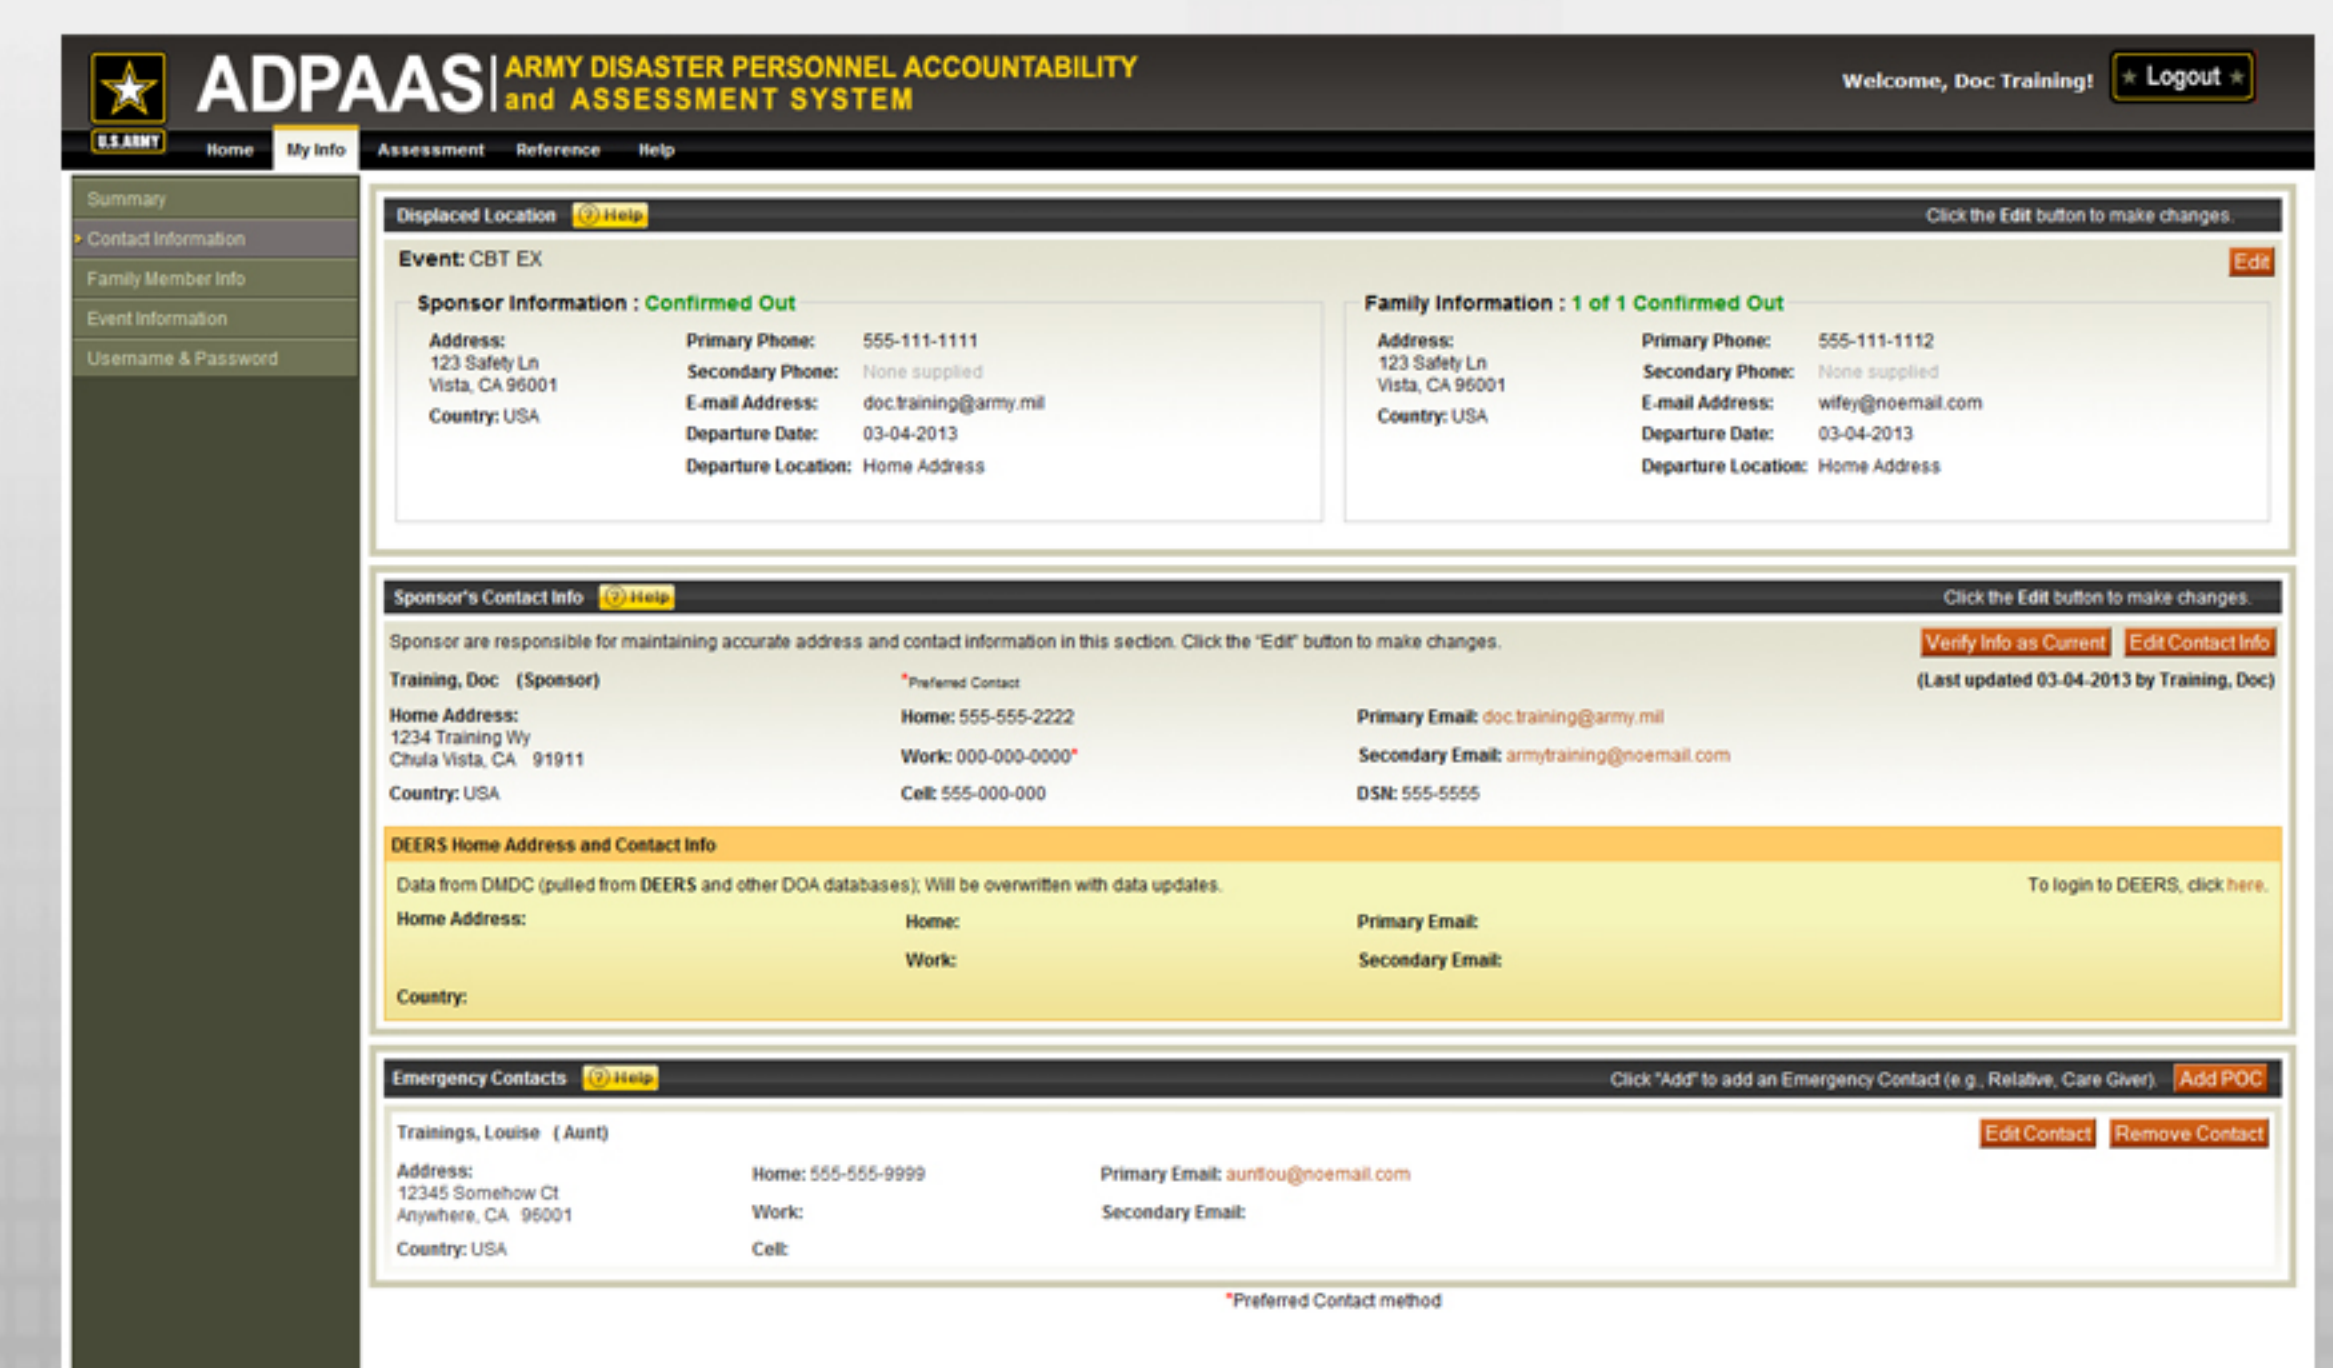 ADPAAS ARMY DISASTER PERSONNEL ACCOUNTABILITY
and ASSESSMENT SYSTEM
Welcome, Doc Training!
Logout
U.S.ARMY
Home My Info Assessment Reference Help
Summary
Contact Information
Family Member Info
Event Information
Username & Password
Displaced Location Help Click the Edit button to make changes.
Event: CBT EX Edit
Sponsor Information : Confirmed Out
Address:
123 Safety Ln
Vista, CA 96001
Country: USA
Primary Phone: 555-111-1111
Secondary Phone: None supplied
E-mail Address: doc.training@army.mil
Departure Date: 03-04-2013
Departure Location: Home Address
Family Information : 1 of 1 Confirmed Out
Address:
123 Safety Ln
Vista, CA 96001
Country: USA
Primary Phone: 555-111-1112
Secondary Phone: None supplied
E-mail Address: wifey@noemail.com
Departure Date: 03-04-2013
Departure Location: Home Address
Sponsor's Contact Info Help Click the Edit button to make changes.
Sponsor are responsible for maintaining accurate address and contact information in this section. Click the "Edit" button to make changes. Verify Info as Current Edit Contact Info
Training, Doc (Sponsor) *Preferred Contact (Last updated 03-04-2013 by Training, Doc)
Home Address:
1234 Training Wy
Chula Vista, CA 91911
Country: USA
Home: 555-555-2222
Work: 000-000-0000*
Cell: 555-000-000
Primary Email: doc.training@army.mil
Secondary Email: armytraining@noemail.com
DSN: 555-5555
DEERS Home Address and Contact Info
Data from DMDC (pulled from DEERS and other DOA databases); Will be overwritten with data updates. To login to DEERS, click here.
Home Address: Home: Primary Email:
Work: Secondary Email:
Country:
Emergency Contacts Help Click "Add" to add an Emergency Contact (e.g., Relative, Care Giver). Add POC
Trainings, Louise ( Aunt) Edit Contact Remove Contact
Address:
12345 Somehow Ct
Anywhere, CA 95001
Country: USA
Home: 555-555-9999
Work:
Cell:
Primary Email: auntlou@noemail.com
Secondary Email:
*Preferred Contact method